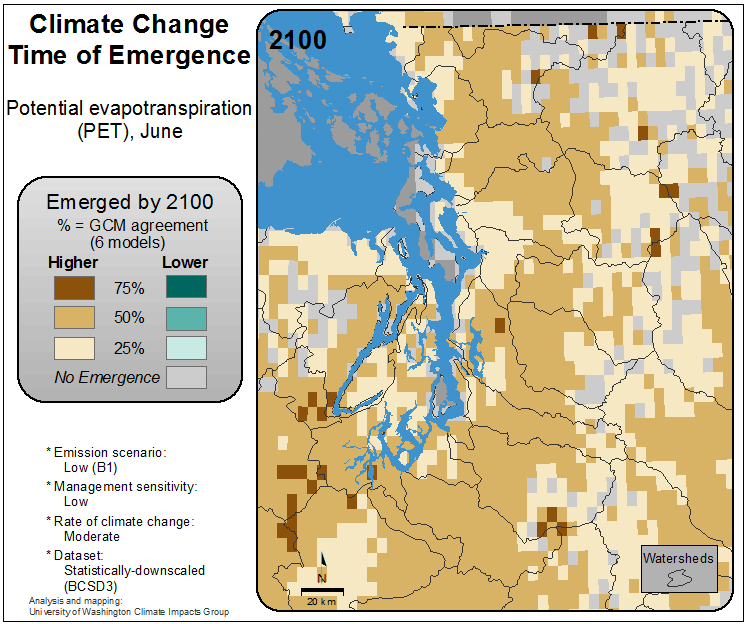 Climate Change
Time of Emergence
Potential evapotranspiration
(PET), June
Emerged by 2100
% = GCM agreement
(6 models)
Higher Lower
75%
50%
25%
No Emergence
* Emission scenario:
Low (B1)
* Management sensitivity:
Low
* Rate of climate change:
Moderate
* Dataset:
Statistically-downscaled
(BCSD3)
Analysis and mapping:
University of Washington Climate Impacts Group
2100
N
20 km
Watersheds